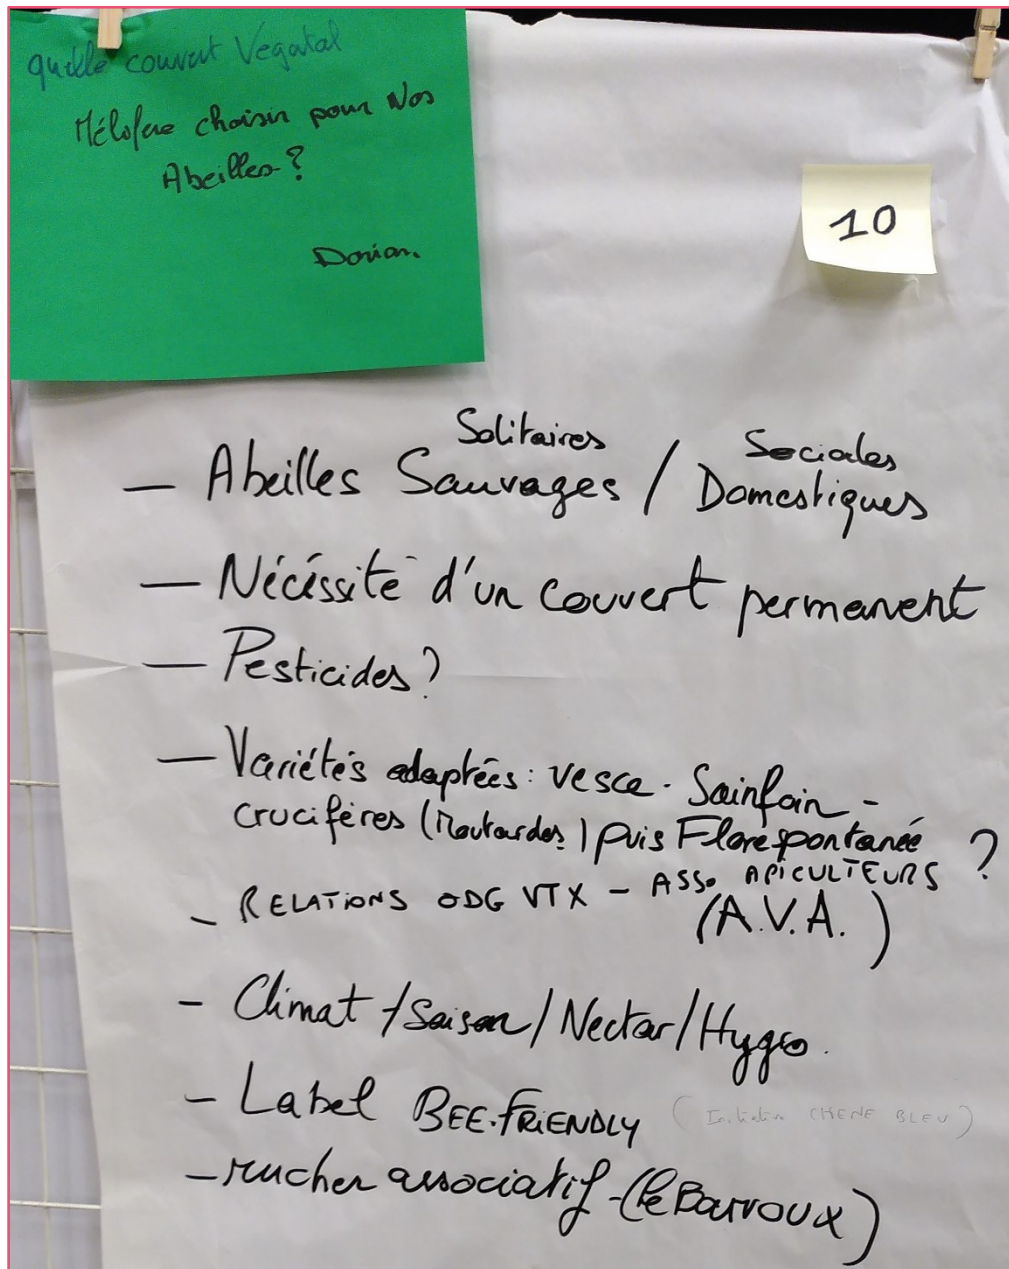 quelle couvert Vegatal
Mélofère choisir pour Nos
Abeilles?
Dorian.
10
Solitaires Sociales
— Abeilles Sauvages / Domestiques
— Nécéssité d'un couvert permanent
— Pesticides?
— Variétés adaptées: vesce - Sainfoin -
crucifères (Moutardes) puis Flore spontanée ?
- RELATIONS ODG VTX - ASSO APICULTEURS
(A.V.A.)
- Climat / Saison / Nectar / Hygro.
- Label BEE-FRIENDLY (Initiative CHENE BLEU)
- rucher associatif - (le Barroux)